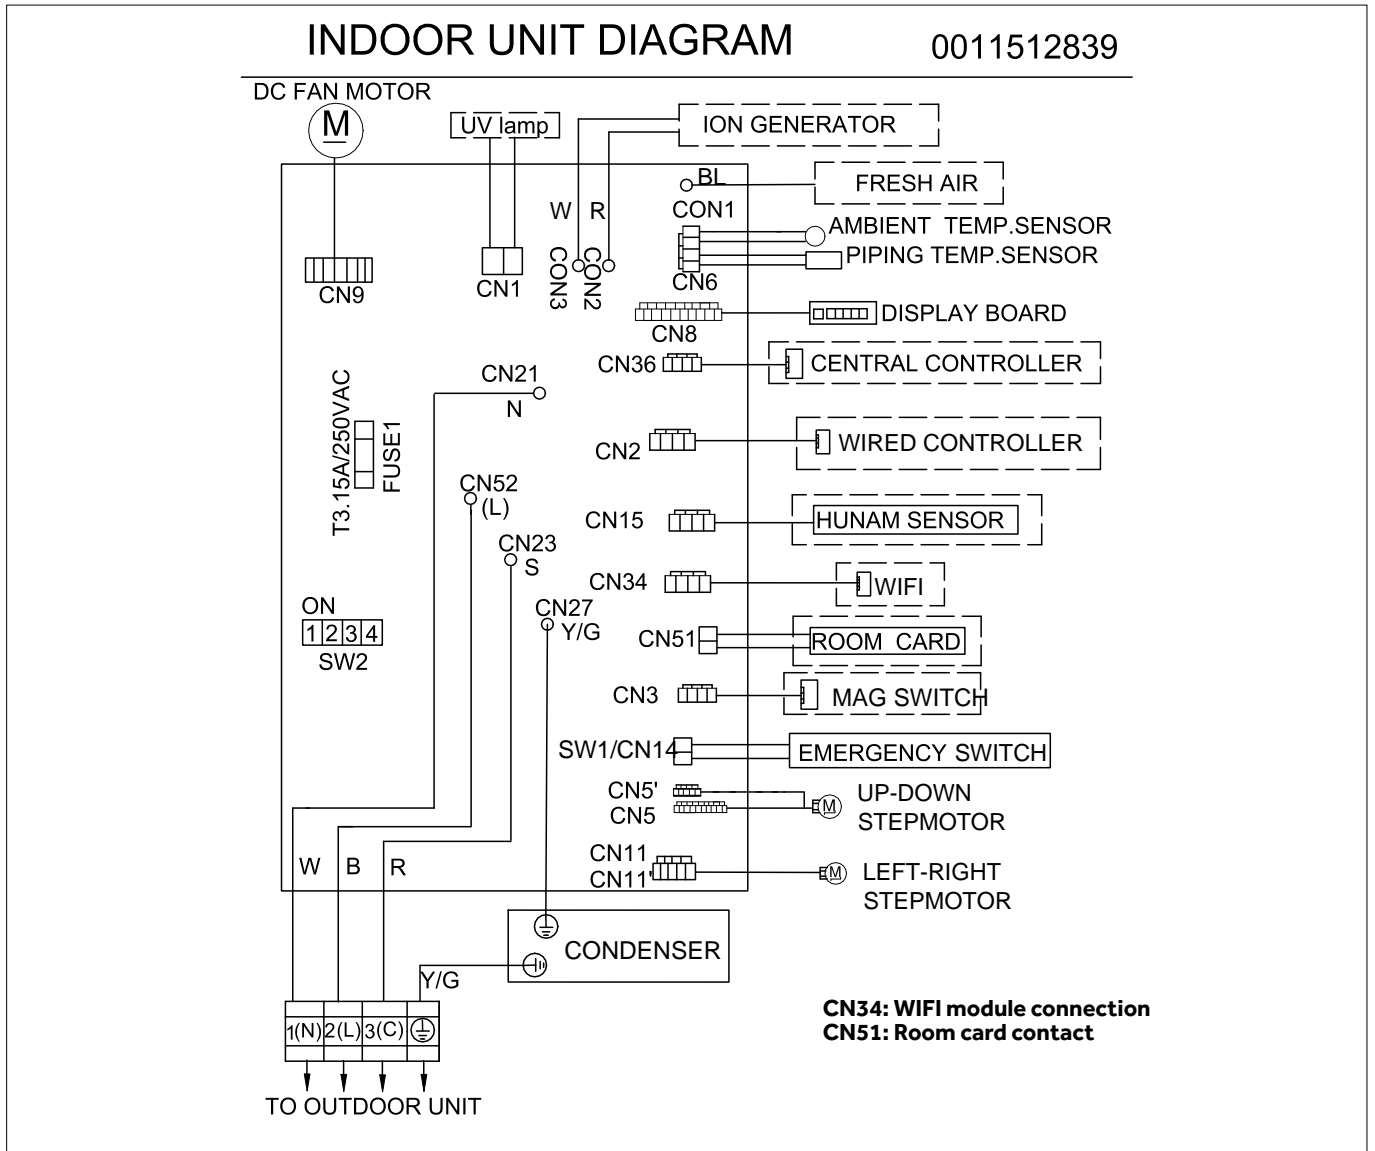 INDOOR UNIT DIAGRAM 0011512839
DC FAN MOTOR
M
UV lamp
ION GENERATOR
BL
FRESH AIR
W R
CON1
AMBIENT TEMP.SENSOR
PIPING TEMP.SENSOR
CN9
CN1
CON3
CON2
CN6
DISPLAY BOARD
CN8
CN36
CENTRAL CONTROLLER
CN21
N
T3.15A/250VAC
FUSE1
CN2
WIRED CONTROLLER
CN52
(L)
CN15
HUNAM SENSOR
CN23
S
CN34
WIFI
ON
1 2 3 4
SW2
CN27
Y/G
CN51
ROOM CARD
CN3
MAG SWITCH
SW1/CN14
EMERGENCY SWITCH
CN5'
CN5
M
UP-DOWN
STEPMOTOR
W B R
CN11
CN11'
M
LEFT-RIGHT
STEPMOTOR
CONDENSER
Y/G
1(N) 2(L) 3(C)
TO OUTDOOR UNIT
CN34: WIFI module connection
CN51: Room card contact